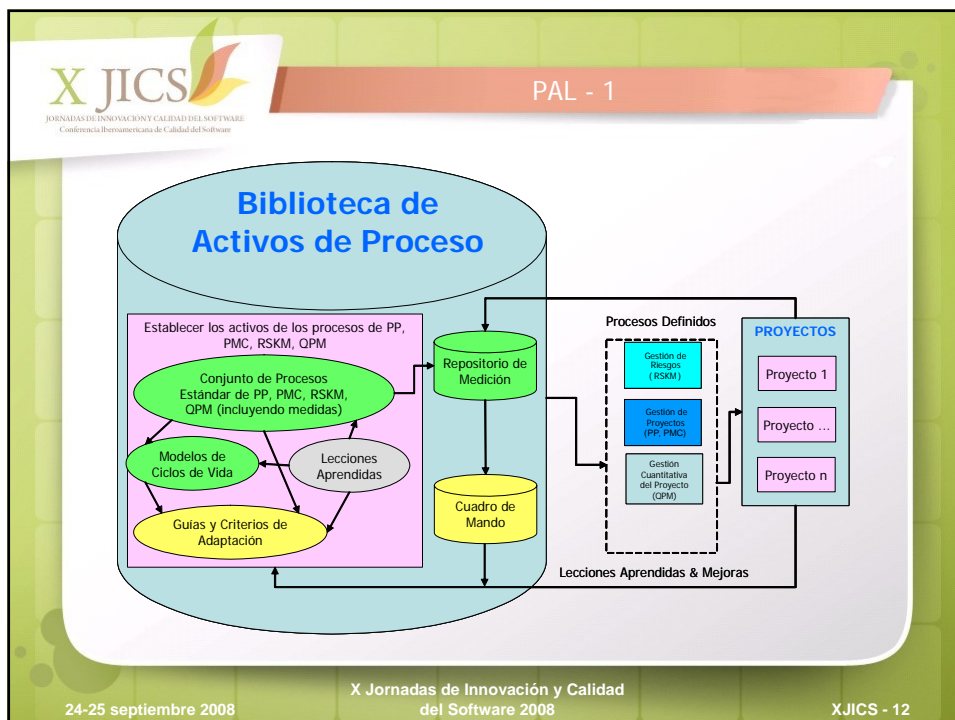 X JICS
JORNADAS DE INNOVACIÓN Y CALIDAD DEL SOFTWARE
Conferencia Iberoamericana de Calidad del Software
PAL - 1
Biblioteca de
Activos de Proceso
Establecer los activos de los procesos de PP,
PMC, RSKM, QPM
Conjunto de Procesos
Estándar de PP, PMC, RSKM,
QPM (incluyendo medidas)
Modelos de
Ciclos de Vida
Lecciones
Aprendidas
Guías y Criterios de
Adaptación
Repositorio de
Medición
Cuadro de
Mando
Procesos Definidos
Gestión de
Riesgos
(RSKM)
Gestión de
Proyectos
(PP, PMC)
Gestión
Cuantitativa
del Proyecto
(QPM)
PROYECTOS
Proyecto 1
Proyecto ...
Proyecto n
Lecciones Aprendidas & Mejoras
24-25 septiembre 2008
X Jornadas de Innovación y Calidad
del Software 2008
XJICS - 12